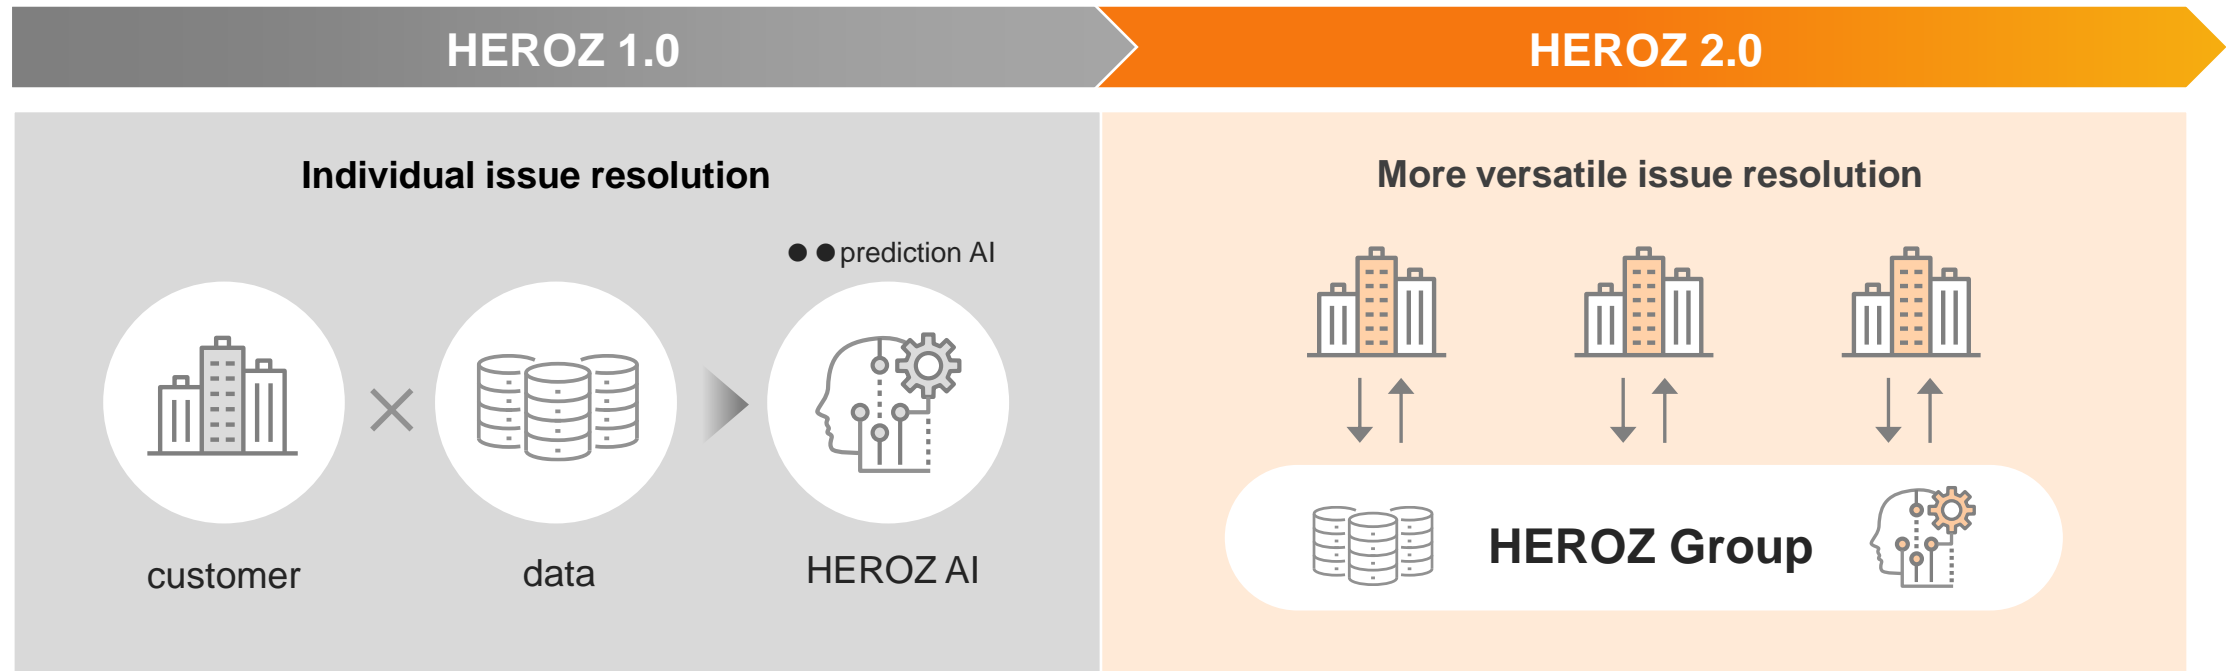 HEROZ 1.0
HEROZ 2.0
Individual issue resolution
●●prediction AI
customer
data
HEROZ AI
More versatile issue resolution
HEROZ Group